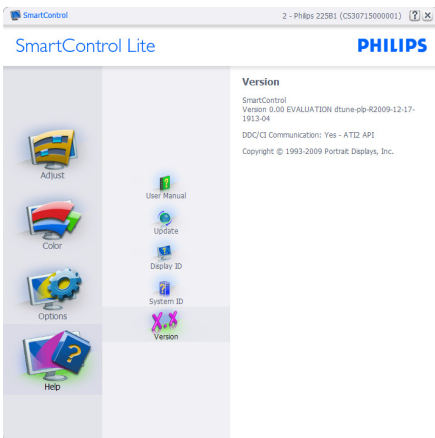 SmartControl
2 - Philips 225B1 (CS30715000001)
SmartControl Lite
PHILIPS
Adjust
Color
Options
Help
User Manual
Update
Display ID
System ID
X.X
Version
Version
SmartControl
Version 0.00 EVALUATION dtune-plp-R2009-12-17-
1913-04
DDC/CI Communication: Yes - ATI2 API
Copyright © 1993-2009 Portrait Displays, Inc.